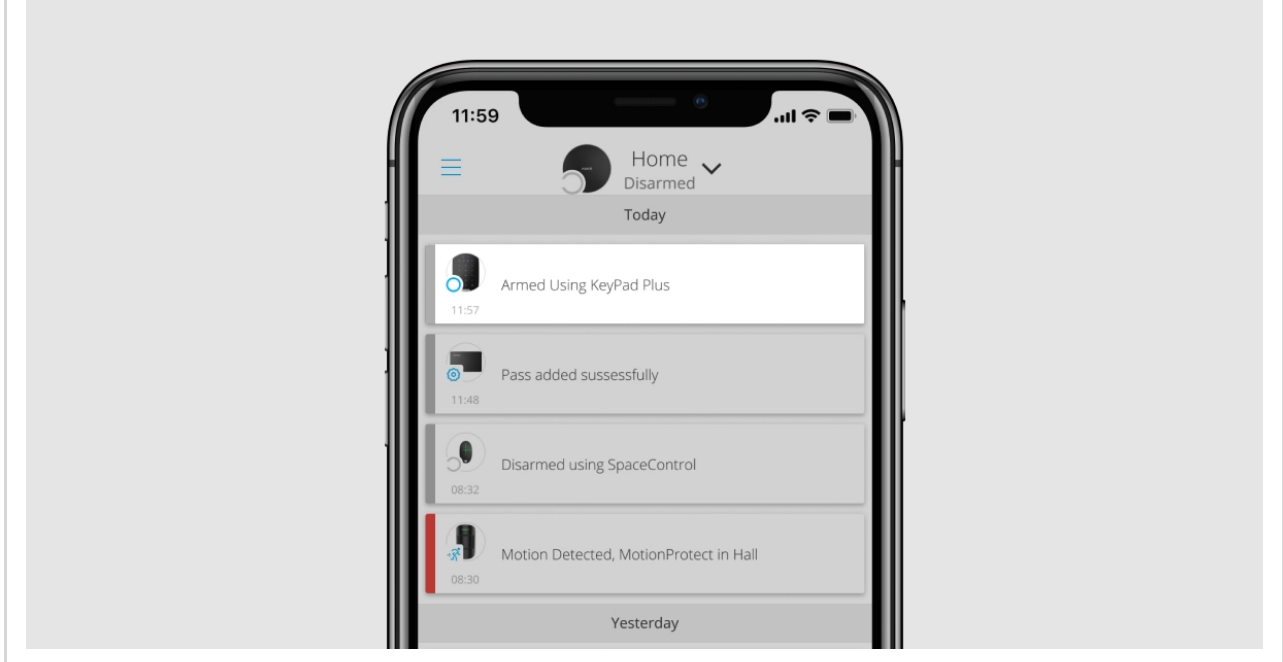 11:59
Home
Disarmed
Today
Armed Using KeyPad Plus
11:57
Pass added sussessfully
11:48
Disarmed using SpaceControl
08:32
Motion Detected, MotionProtect in Hall
08:30
Yesterday